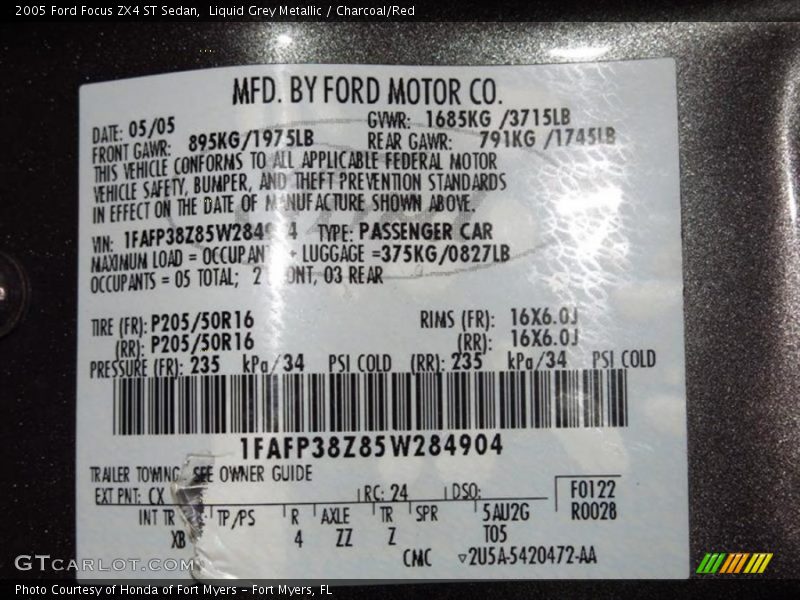 2005 Ford Focus ZX4 ST Sedan, Liquid Grey Metallic / Charcoal/Red
MFD. BY FORD MOTOR CO.
DATE: 05/05 GVWR: 1685KG /3715LB
FRONT GAWR: 895KG/1975LB REAR GAWR: 791KG /1745LB
THIS VEHICLE CONFORMS TO ALL APPLICABLE FEDERAL MOTOR
VEHICLE SAFETY, BUMPER, AND THEFT PREVENTION STANDARDS
IN EFFECT ON THE DATE OF MANUFACTURE SHOWN ABOVE.
VIN: TYPE: PASSENGER CAR
MAXIMUM LOAD = OCCUPANT + LUGGAGE =375KG/0827LB
OCCUPANTS = 05 TOTAL; 2 03 REAR
TIRE (FR): P205/50R16 RIMS (FR): 16X6.0J
(RR): P205/50R16 (RR): 16X6.0J
PRESSURE (FR): 235 kPa/34 PSI COLD (RR): 235 kPa/34 PSI COLD
1FAFP38Z85W284904
TRAILER TOWING SEE OWNER GUIDE
EXT PNT: CX RC: 24 DSO: F0122
INT TR TP/PS R AXLE TR SPR 5AU2G R0028
XB 4 ZZ Z T05
CMC ▽2U5A-5420472-AA
GTCARLOT.COM
Photo Courtesy of Honda of Fort Myers - Fort Myers, FL